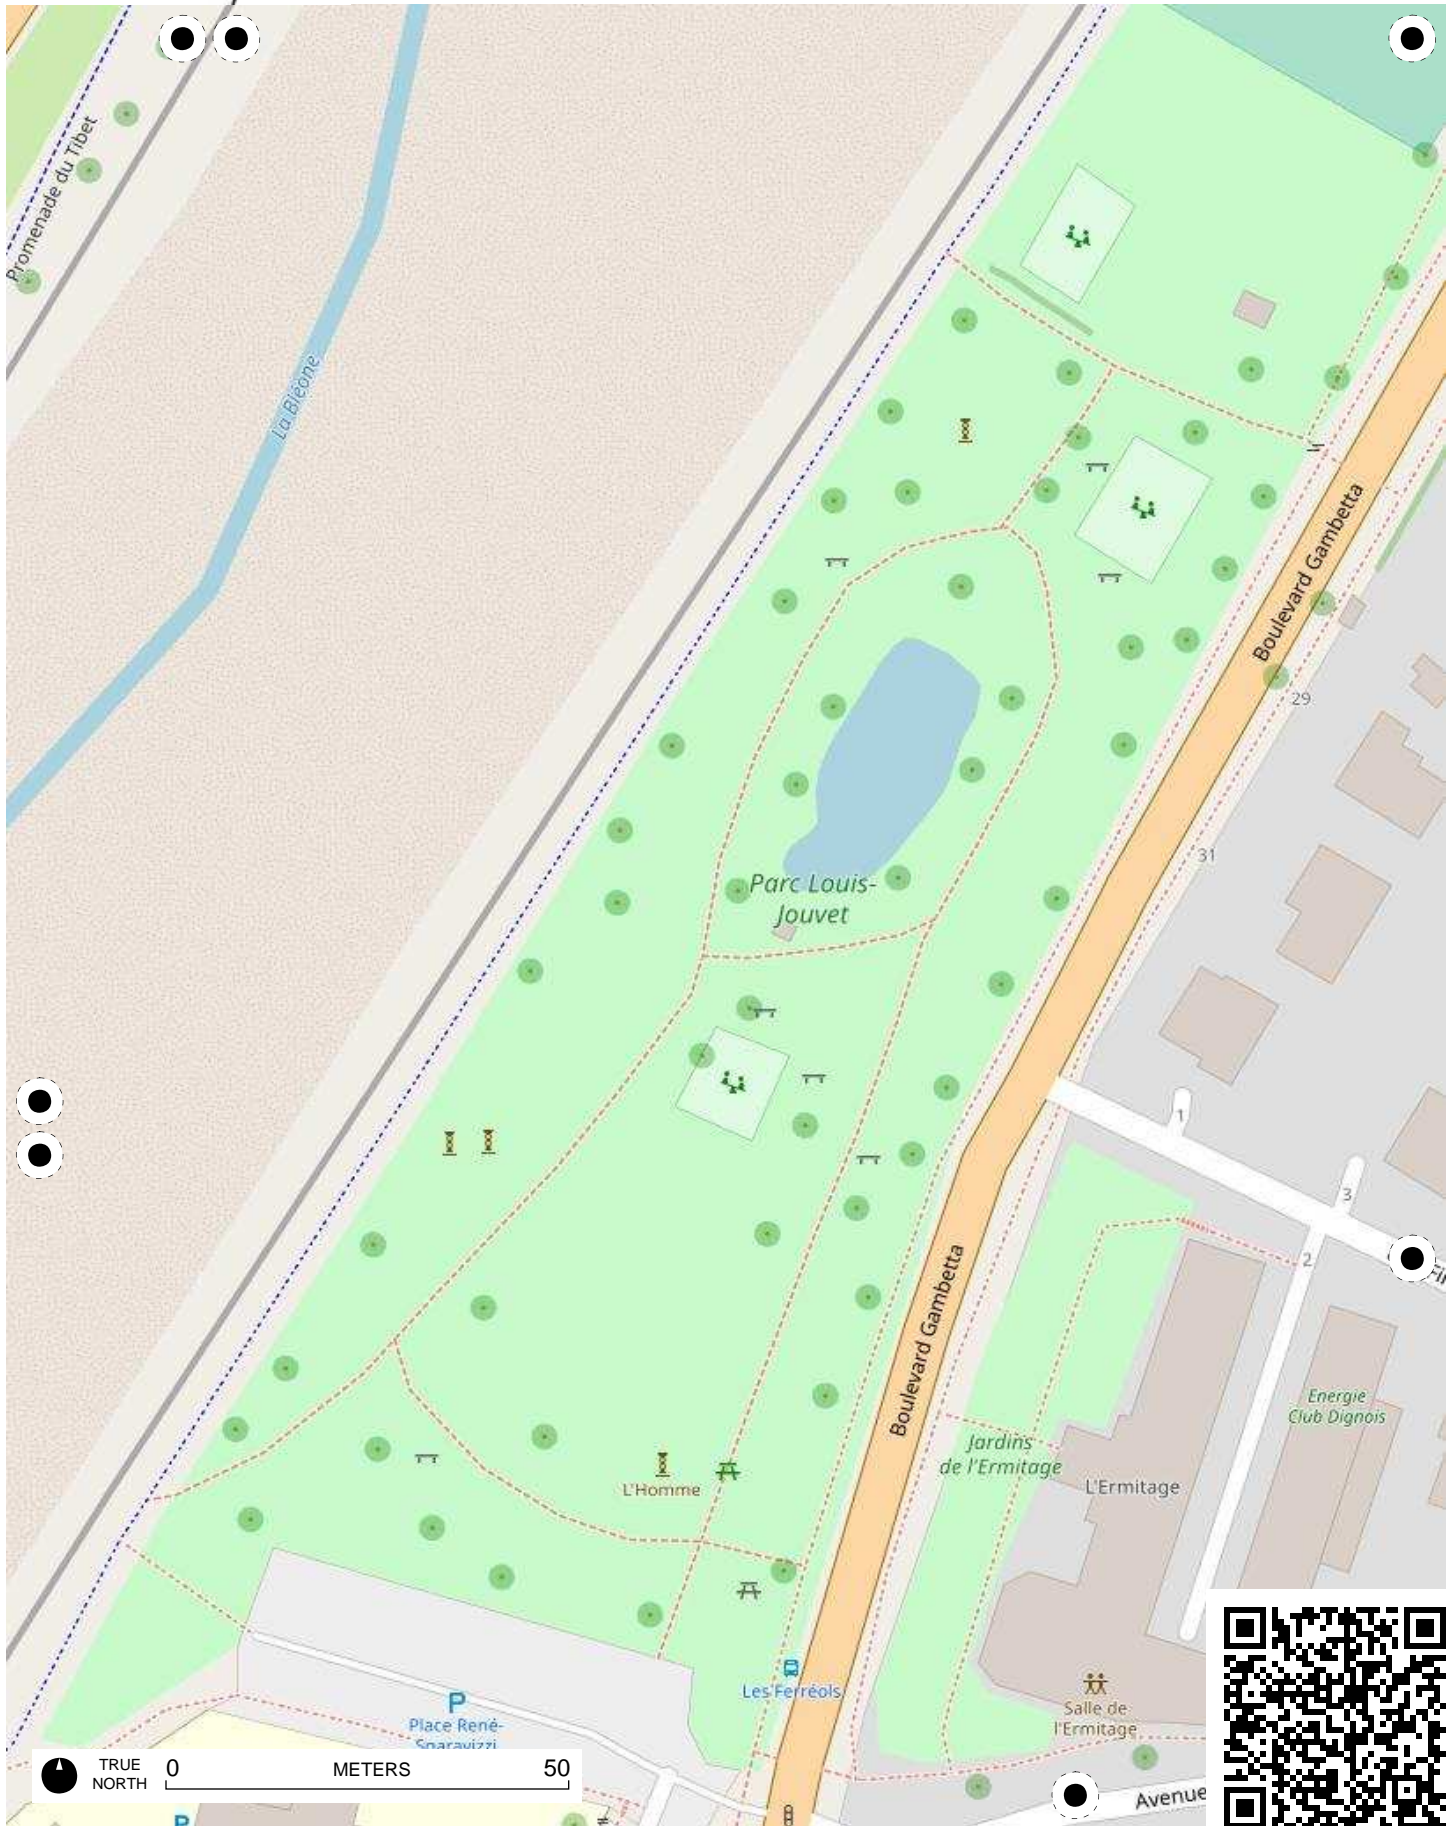 Promenade du Tibet
La Bléone
Boulevard Gambetta
29
31
Parc Louis-
Jouvet
1
3
2
Boulevard Gambetta
Energie
Club Dignois
Jardins
de l'Ermitage
L'Ermitage
L'Homme
Les Ferréols
Salle de
l'Ermitage
P
Place René-
Sgaravizzi
TRUE
NORTH
0 METERS 50
Avenue
P